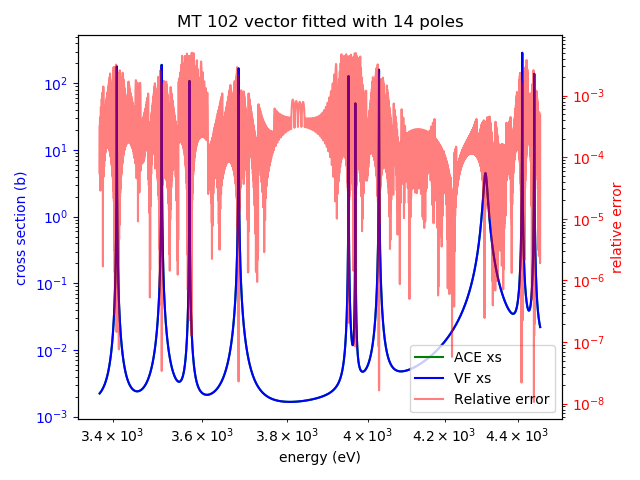 MT 102 vector fitted with 14 poles
cross section (b)
10²
10¹
10⁰
10⁻¹
10⁻²
10⁻³
10⁻³
10⁻⁴
10⁻⁵
10⁻⁶
10⁻⁷
10⁻⁸
relative error
ACE xs
VF xs
Relative error
3.4 × 10³ 3.6 × 10³ 3.8 × 10³ 4 × 10³ 4.2 × 10³ 4.4 × 10³
energy (eV)